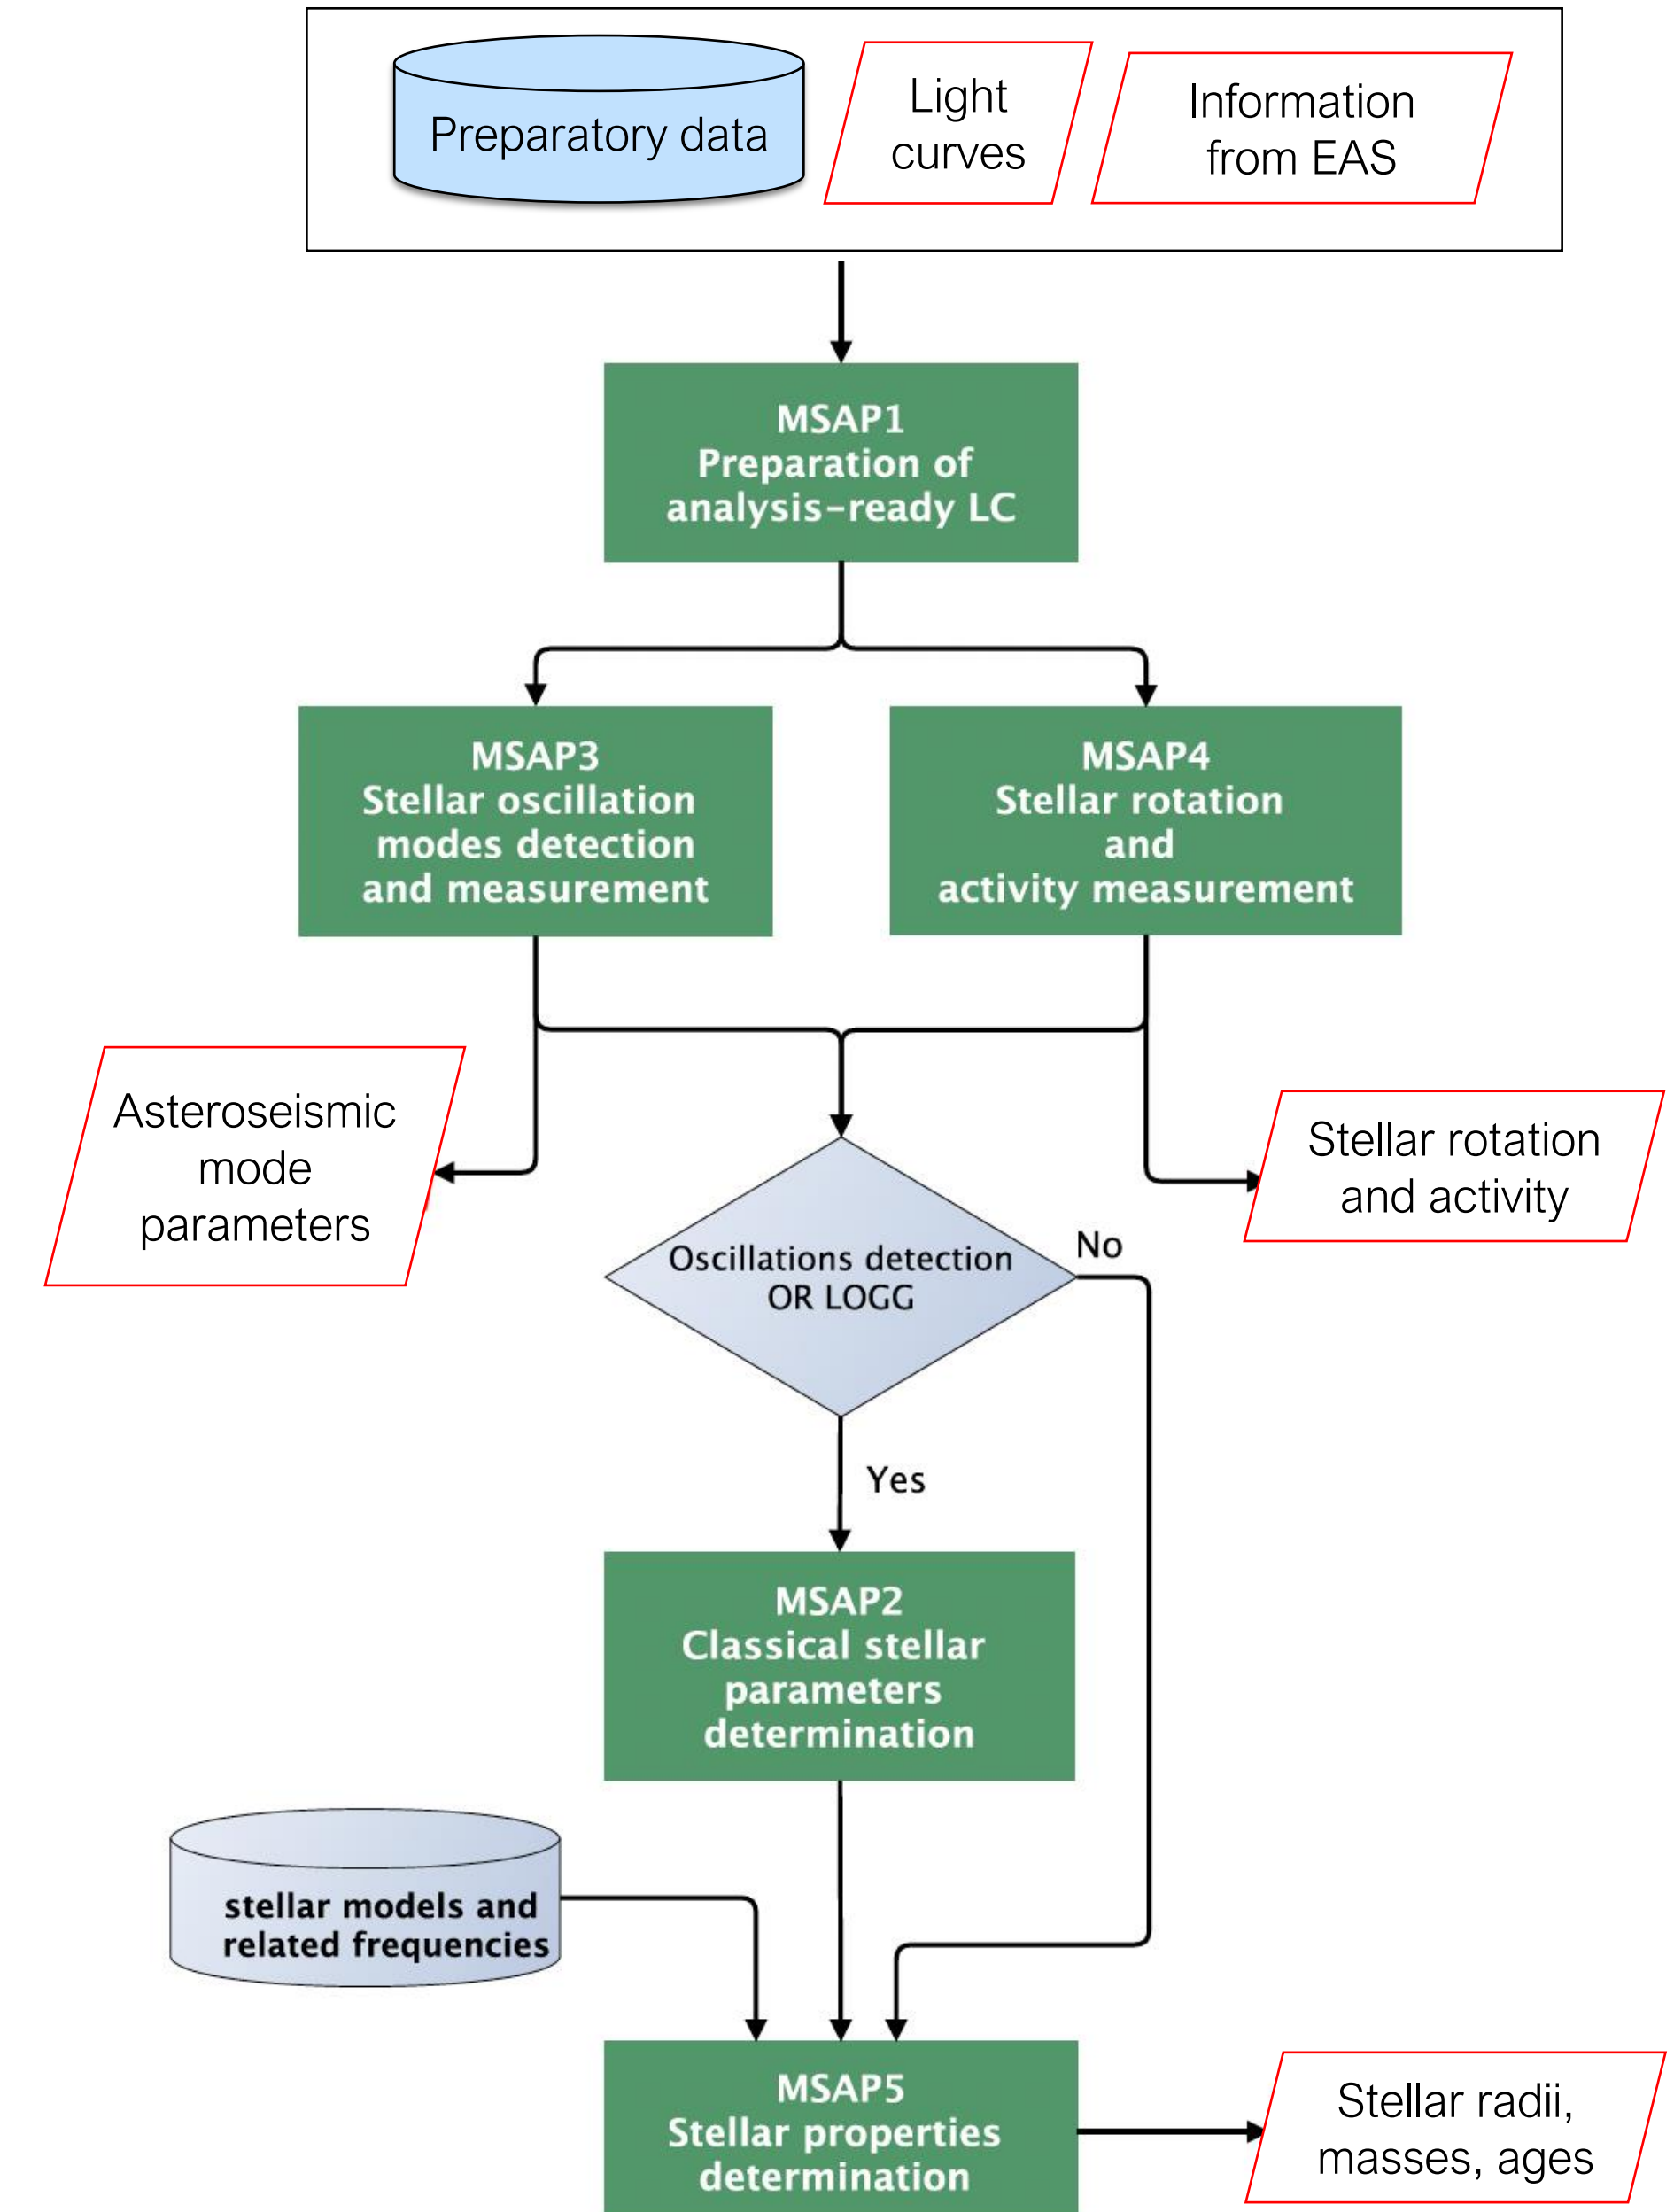 Preparatory data
Light
curves
Information
from EAS
MSAP1
Preparation of
analysis-ready LC
MSAP3
Stellar oscillation
modes detection
and measurement
MSAP4
Stellar rotation
and
activity measurement
Asteroseismic
mode
parameters
Stellar rotation
and activity
Oscillations detection
OR LOGG
No
Yes
MSAP2
Classical stellar
parameters
determination
stellar models and
related frequencies
MSAP5
Stellar properties
determination
Stellar radii,
masses, ages